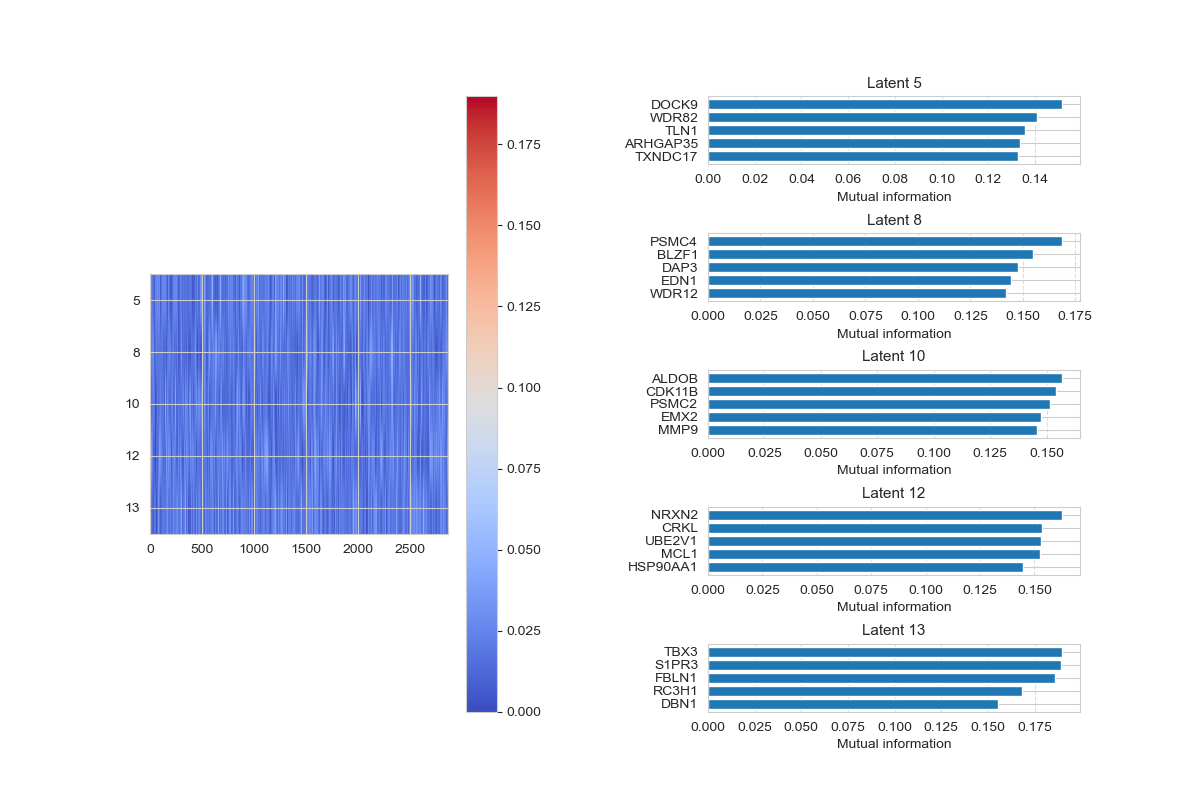 5
8
10
12
13
0 500 1000 1500 2000 2500
0.175
0.150
0.125
0.100
0.075
0.050
0.025
0.000
Latent 5
DOCK9
WDR82
TLN1
ARHGAP35
TXNDC17
0.00 0.02 0.04 0.06 0.08 0.10 0.12 0.14
Mutual information
Latent 8
PSMC4
BLZF1
DAP3
EDN1
WDR12
0.000 0.025 0.050 0.075 0.100 0.125 0.150 0.175
Mutual information
Latent 10
ALDOB
CDK11B
PSMC2
EMX2
MMP9
0.000 0.025 0.050 0.075 0.100 0.125 0.150
Mutual information
Latent 12
NRXN2
CRKL
UBE2V1
MCL1
HSP90AA1
0.000 0.025 0.050 0.075 0.100 0.125 0.150
Mutual information
Latent 13
TBX3
S1PR3
FBLN1
RC3H1
DBN1
0.000 0.025 0.050 0.075 0.100 0.125 0.150 0.175
Mutual information